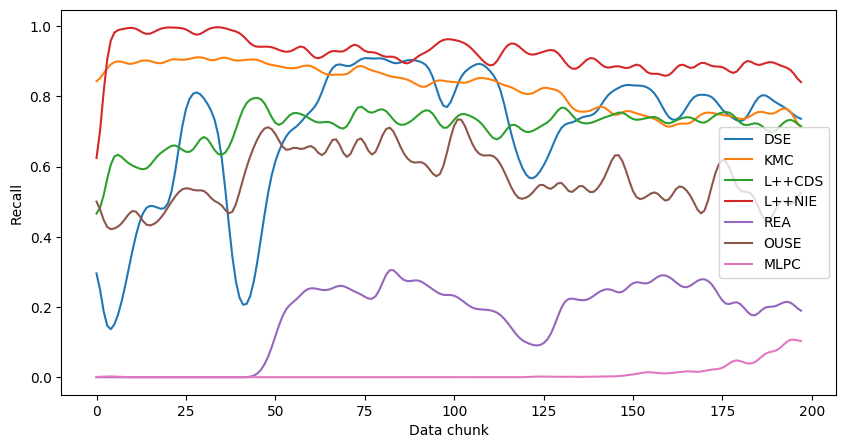 1.0
0.8
0.6
0.4
0.2
0.0
Recall
DSE
KMC
L++CDS
L++NIE
REA
OUSE
MLPC
0 25 50 75 100 125 150 175 200
Data chunk